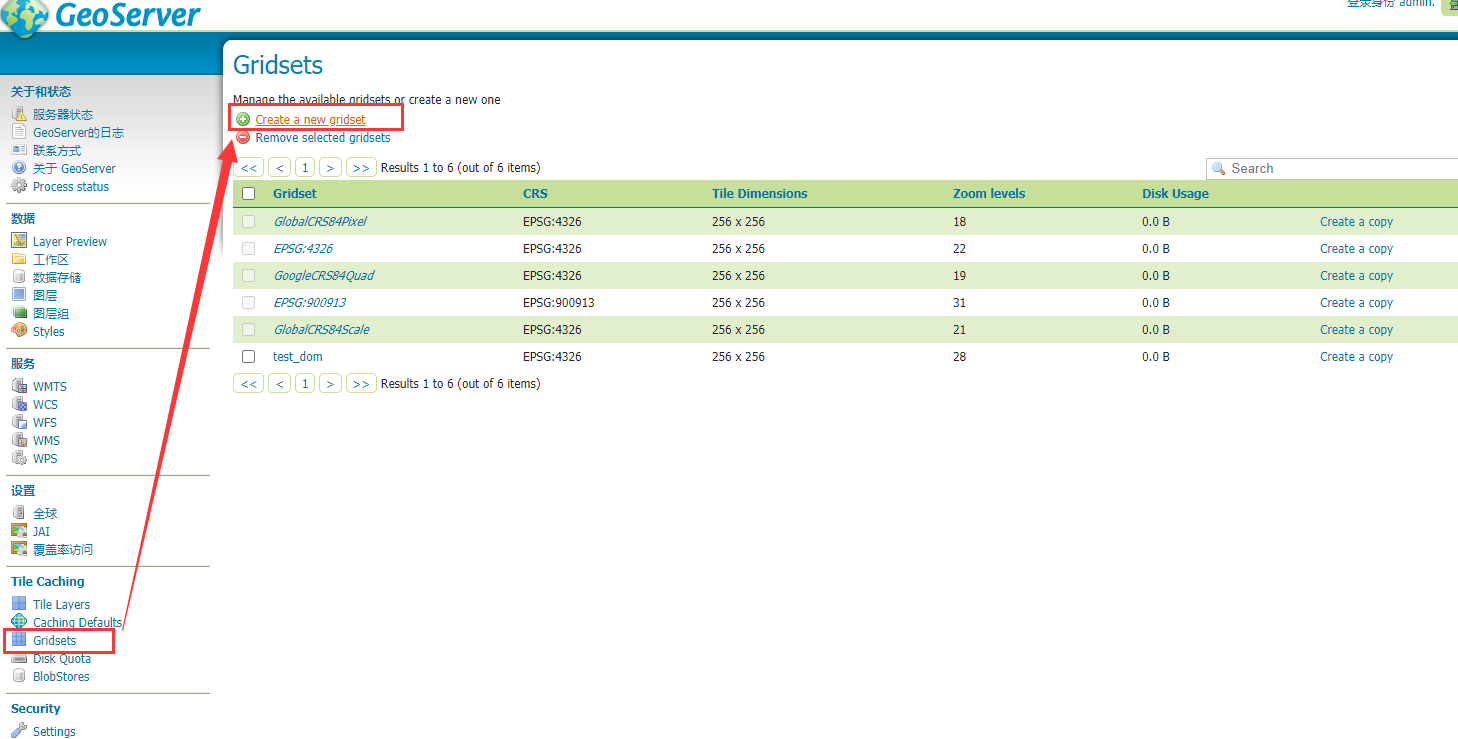 GeoServer
登录身份 admin.
关于和状态
服务器状态
GeoServer的日志
联系方式
关于 GeoServer
Process status
数据
Layer Preview
工作区
数据存储
图层
图层组
Styles
服务
WMTS
WCS
WFS
WMS
WPS
设置
全球
JAI
覆盖率访问
Tile Caching
Tile Layers
Caching Defaults
Gridsets
Disk Quota
BlobStores
Security
Settings
Gridsets
Manage the available gridsets or create a new one
Create a new gridset
Remove selected gridsets
<< < 1 > >> Results 1 to 6 (out of 6 items) Search
Gridset CRS Tile Dimensions Zoom levels Disk Usage
GlobalCRS84Pixel EPSG:4326 256 x 256 18 0.0 B Create a copy
EPSG:4326 EPSG:4326 256 x 256 22 0.0 B Create a copy
GoogleCRS84Quad EPSG:4326 256 x 256 19 0.0 B Create a copy
EPSG:900913 EPSG:900913 256 x 256 31 0.0 B Create a copy
GlobalCRS84Scale EPSG:4326 256 x 256 21 0.0 B Create a copy
test_dom EPSG:4326 256 x 256 28 0.0 B Create a copy
<< < 1 > >> Results 1 to 6 (out of 6 items)